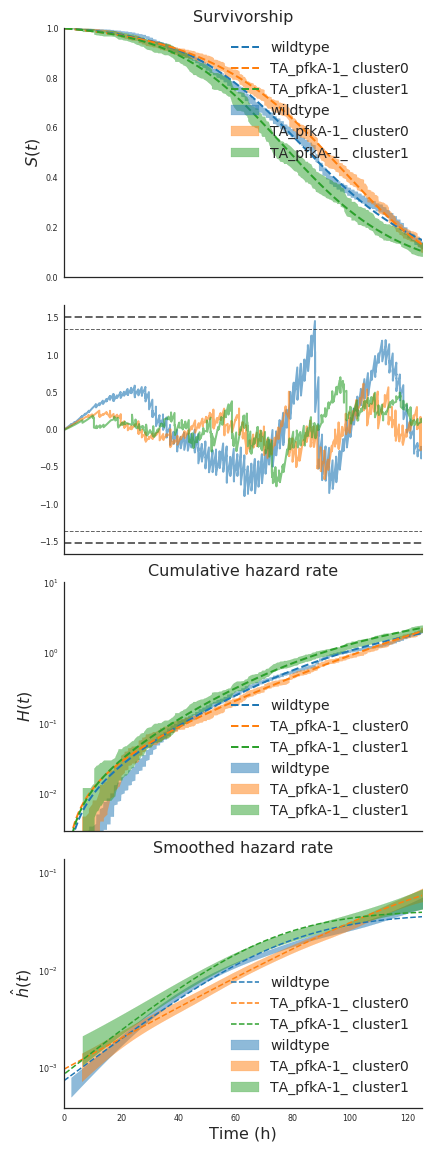 Survivorship
1.0
0.8
0.6
0.4
0.2
0.0
S(t)
wildtype
TA_pfkA-1_ cluster0
TA_pfkA-1_ cluster1
wildtype
TA_pfkA-1_ cluster0
TA_pfkA-1_ cluster1
1.5
1.0
0.5
0.0
−0.5
−1.0
−1.5
Cumulative hazard rate
10¹
10⁰
10⁻¹
10⁻²
H(t)
wildtype
TA_pfkA-1_ cluster0
TA_pfkA-1_ cluster1
wildtype
TA_pfkA-1_ cluster0
TA_pfkA-1_ cluster1
Smoothed hazard rate
10⁻¹
10⁻²
10⁻³
ĥ(t)
wildtype
TA_pfkA-1_ cluster0
TA_pfkA-1_ cluster1
wildtype
TA_pfkA-1_ cluster0
TA_pfkA-1_ cluster1
0 20 40 60 80 100 120
Time (h)